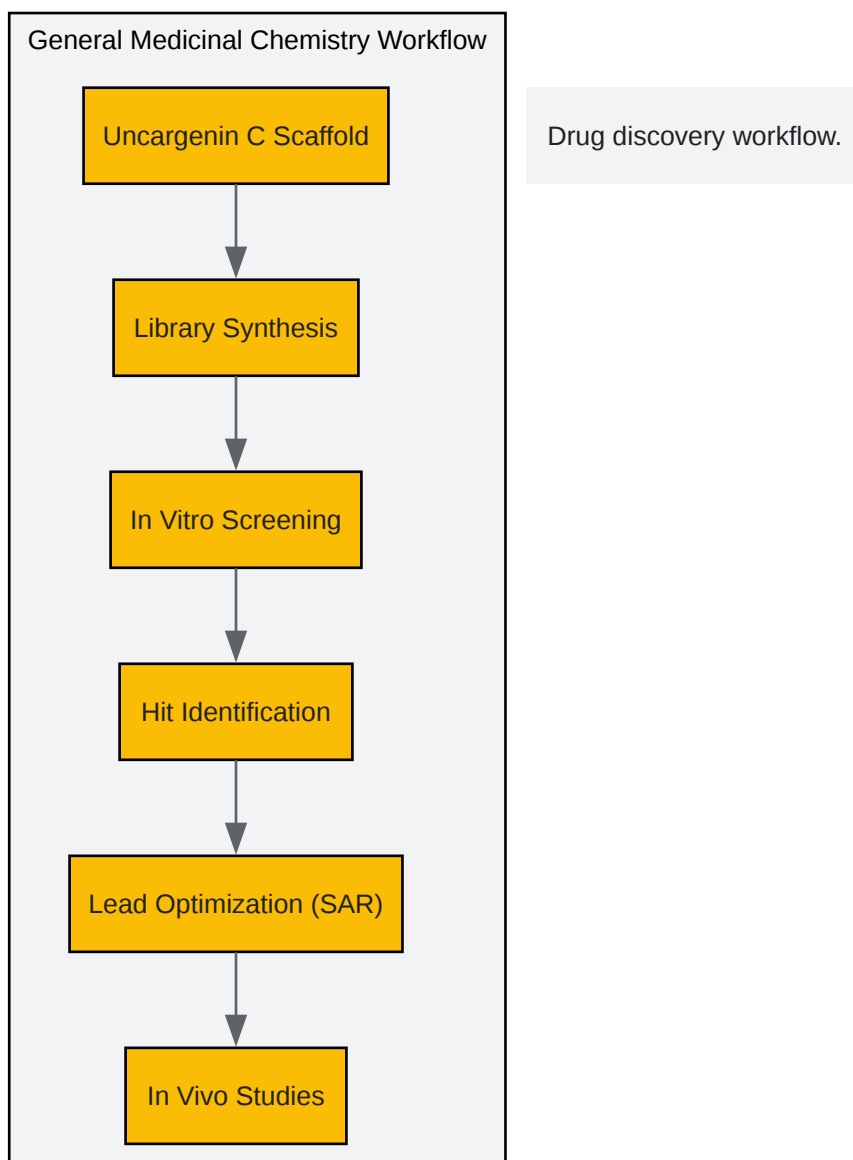 General Medicinal Chemistry Workflow
Uncargenin C Scaffold
Drug discovery workflow.
Library Synthesis
In Vitro Screening
Hit Identification
Lead Optimization (SAR)
In Vivo Studies